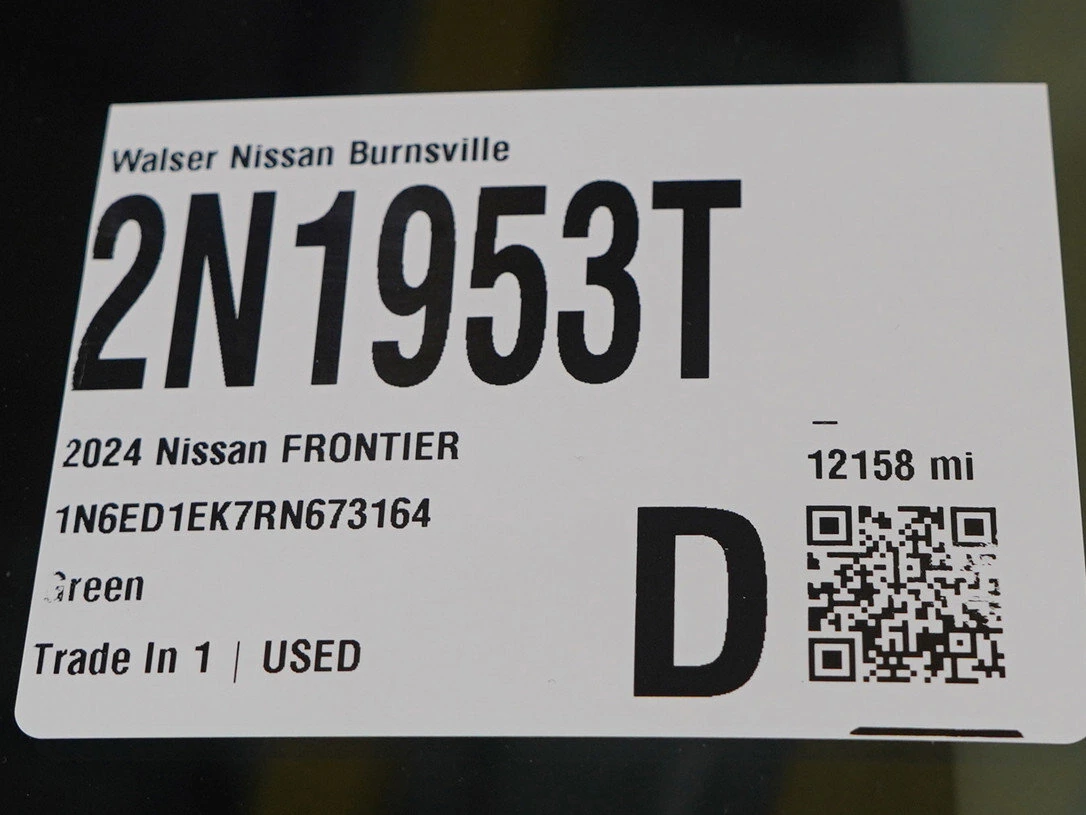 Walser Nissan Burnsville
2N1953T
2024 Nissan FRONTIER
12158 mi
1N6ED1EK7RN673164
Green
D
Trade In 1 | USED